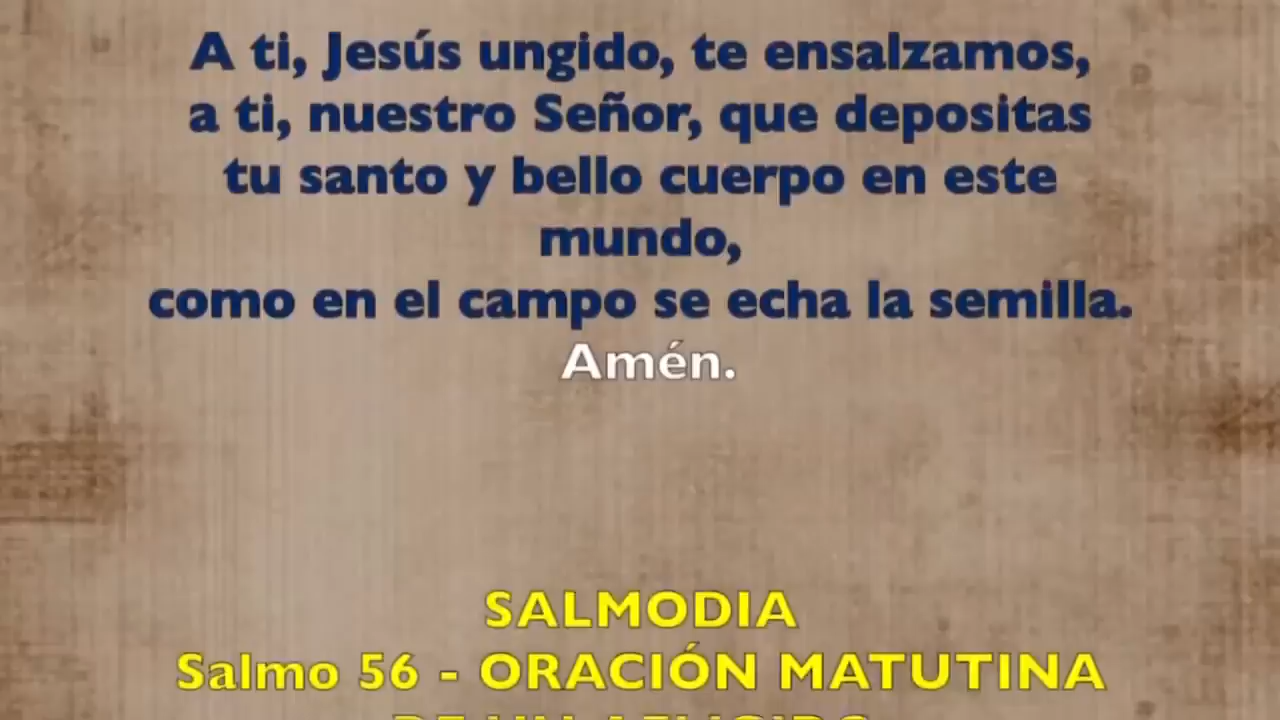 A ti, Jesús ungido, te ensalzamos,
a ti, nuestro Señor, que depositas
tu santo y bello cuerpo en este
mundo,
como en el campo se echa la semilla.
Amén.
SALMODIA
Salmo 56 - ORACIÓN MATUTINA